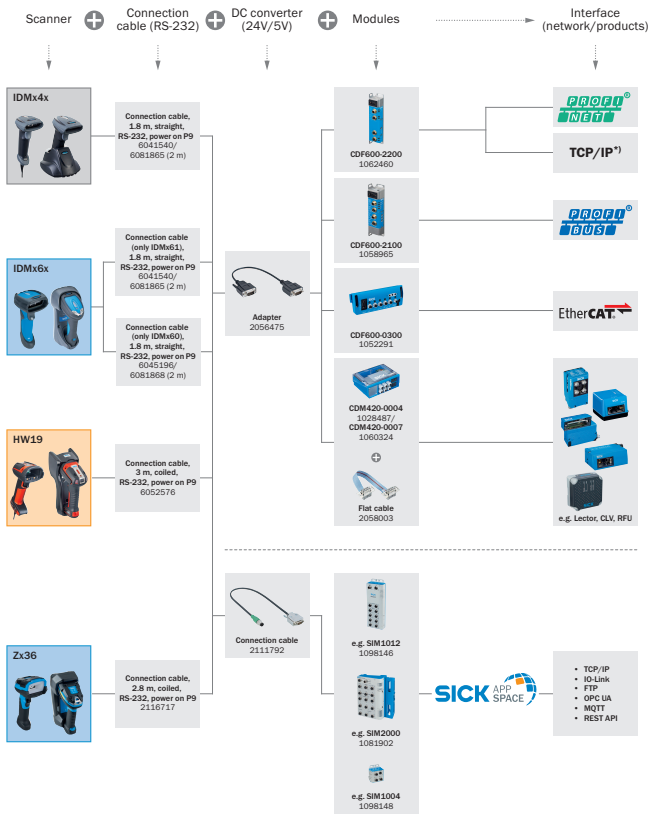 Scanner
Connection
cable (RS-232)
DC converter
(24V/5V)
Modules
Interface
(network/products)
IDMx4x
Connection cable,
1.8 m, straight,
RS-232, power on P9
6041540/
6081865 (2 m)
IDMx6x
Connection cable
(only IDMx61),
1.8 m, straight,
RS-232, power on P9
6041540/
6081865 (2 m)
Connection cable
(only IDMx60),
1.8 m, straight,
RS-232, power on P9
6045196/
6081868 (2 m)
HW19
Connection cable,
3 m, coiled,
RS-232, power on P9
6052576
Zx36
Connection cable,
2.8 m, coiled,
RS-232, power on P9
2116717
Adapter
2056475
Connection cable
2111792
CDF600-2200
1062460
CDF600-2100
1058965
CDF600-0300
1052291
CDM420-0004
1028487/
CDM420-0007
1060324
Flat cable
2058003
e.g. SIM1012
1098146
e.g. SIM2000
1081902
e.g. SIM1004
1098148
PROFI
NET
TCP/IP*)
PROFI
BUS
EtherCAT
e.g. Lector, CLV, RFU
SICK APP
SPACE
• TCP/IP
• IO-Link
• FTP
• OPC UA
• MQTT
• REST API